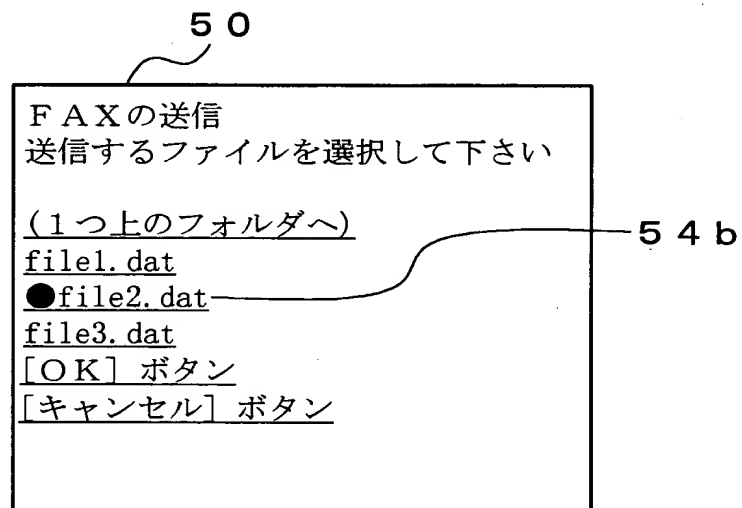 ５０
ＦＡＸの送信
送信するファイルを選択して下さい
(１つ上のフォルダへ)
file1.dat
●file2.dat
５４ｂ
file3.dat
[ＯＫ] ボタン
[キャンセル] ボタン